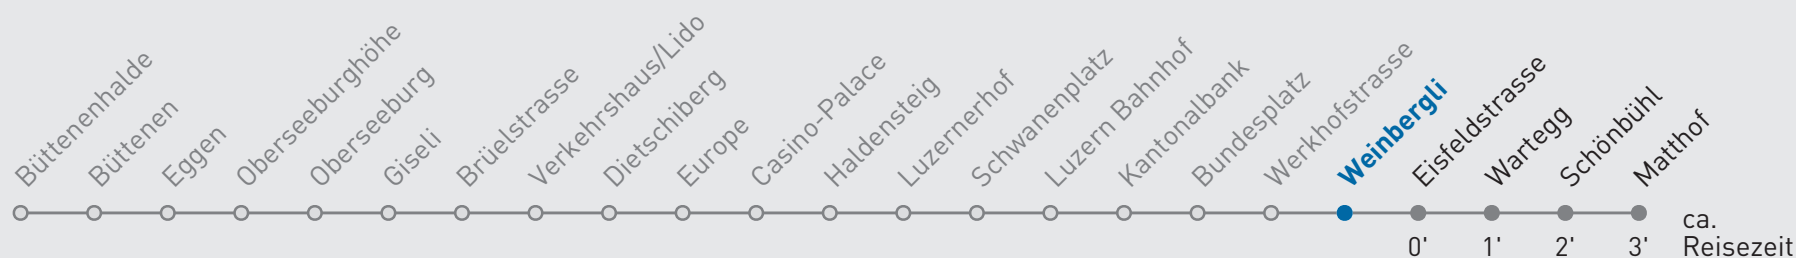 Büttenenhalde
Büttenen
Eggen
Oberseeburghöhe
Oberseeburg
Giseli
Brüelstrasse
Verkehrshaus/Lido
Dietschiberg
Europe
Casino-Palace
Haldensteig
Luzernerhof
Schwanenplatz
Luzern Bahnhof
Kantonalbank
Bundesplatz
Werkhofstrasse
Weinbergli
Eisfeldstrasse
Wartegg
Schönbühl
Matthof
ca.
0' 1' 2' 3' Reisezeit